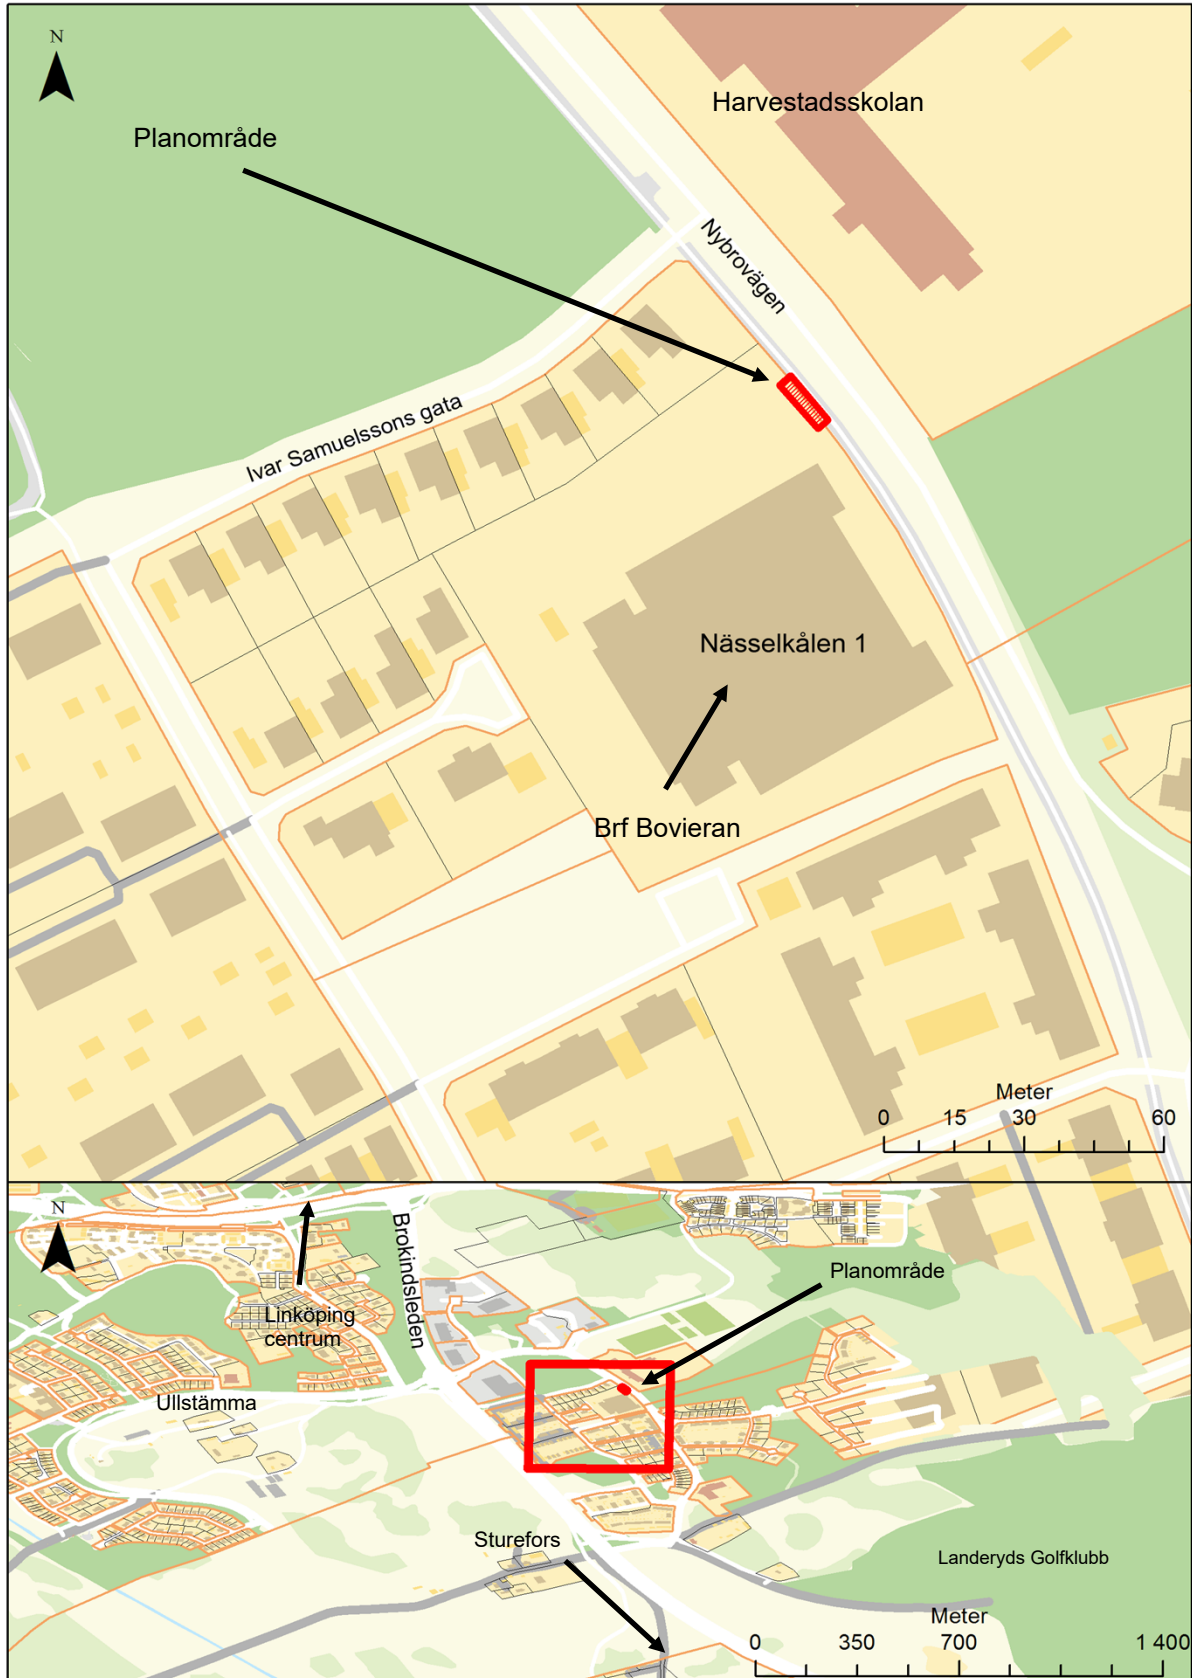 N
Planområde
Harvestadsskolan
Nybrovägen
Ivar Samuelssons gata
Nässelkålen 1
Brf Bovieran
Meter
0 15 30 60
N
Brokindsleden
Planområde
Linköping
centrum
Ullstämma
Sturefors
Landeryds Golfklubb
Meter
0 350 700 1 400